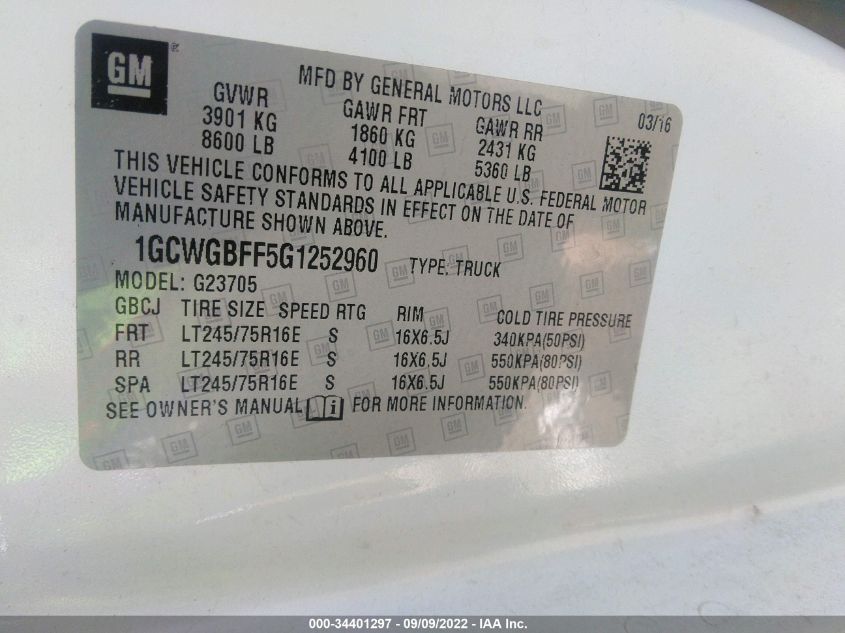 GM
MFD BY GENERAL MOTORS LLC
03/16
GVWR GAWR FRT GAWR RR
3901 KG 1860 KG 2431 KG
8600 LB 4100 LB 5360 LB
THIS VEHICLE CONFORMS TO ALL APPLICABLE U.S. FEDERAL MOTOR
VEHICLE SAFETY STANDARDS IN EFFECT ON THE DATE OF
MANUFACTURE SHOWN ABOVE.
1GCWGBFF5G1252960 TYPE: TRUCK
MODEL: G23705
GBCJ TIRE SIZE SPEED RTG RIM COLD TIRE PRESSURE
FRT LT245/75R16E S 16X6.5J 340KPA(50PSI)
RR LT245/75R16E S 16X6.5J 550KPA(80PSI)
SPA LT245/75R16E S 16X6.5J 550KPA(80PSI)
SEE OWNER'S MANUAL i FOR MORE INFORMATION.
000-34401297 - 09/09/2022 - IAA Inc.